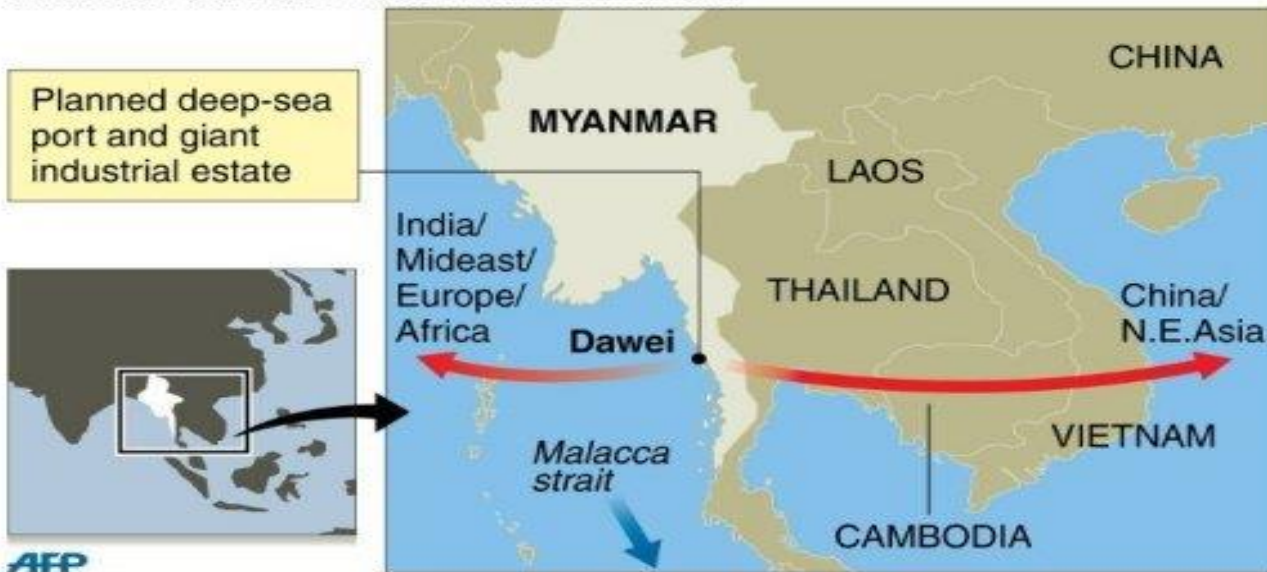 Planned deep-sea
port and giant
industrial estate
CHINA
MYANMAR
LAOS
India/
Mideast/
Europe/
Africa
THAILAND
China/
N.E.Asia
Dawei
Malacca
strait
VIETNAM
CAMBODIA
AFP